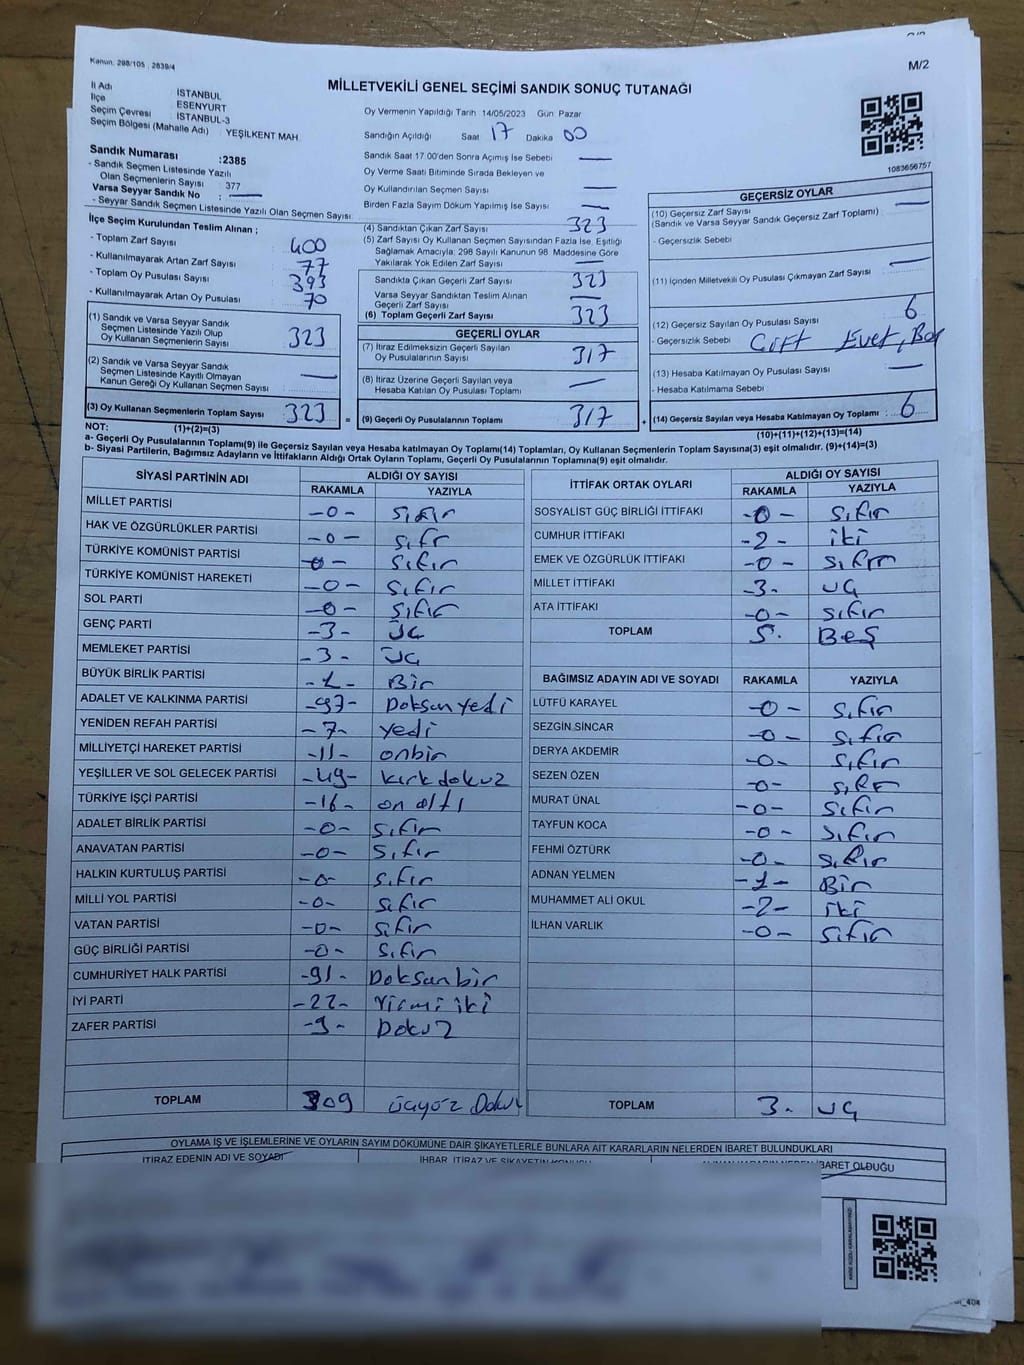 Kanun: 298/105 , 2839/4
M/2
MİLLETVEKİLİ GENEL SEÇİMİ SANDIK SONUÇ TUTANAĞI
İl Adı : İSTANBUL
İlçe : ESENYURT
Seçim Çevresi : İSTANBUL-3
Seçim Bölgesi (Mahalle Adı) : YEŞİLKENT MAH.
Sandık Numarası :2385
- Sandık Seçmen Listesinde Yazılı
Olan Seçmenlerin Sayısı : 377
Varsa Seyyar Sandık No : —
- Seyyar Sandık Seçmen Listesinde Yazılı Olan Seçmen Sayısı:
Oy Vermenin Yapıldığı Tarih 14/05/2023 Gün Pazar
Sandığın Açıldığı Saat 17 Dakika 00
Sandık Saat 17.00'den Sonra Açımış İse Sebebi —
Oy Verme Saati Bitiminde Sırada Bekleyen ve
Oy Kullandırılan Seçmen Sayısı —
Birden Fazla Sayım Döküm Yapılmış İse Sayısı —
1083656757
İlçe Seçim Kurulundan Teslim Alınan ;
- Toplam Zarf Sayısı 400
- Kullanılmayarak Artan Zarf Sayısı 77
- Toplam Oy Pusulası Sayısı 393
- Kullanılmayarak Artan Oy Pusulası 70
(1) Sandık ve Varsa Seyyar Sandık
Seçmen Listesinde Yazılı Olup
Oy Kullanan Seçmenlerin Sayısı 323
(2) Sandık ve Varsa Seyyar Sandık
Seçmen Listesinde Kayıtlı Olmayan
Kanun Gereği Oy Kullanan Seçmen Sayısı —
(3) Oy Kullanan Seçmenlerin Toplam Sayısı 323
(4) Sandıktan Çıkan Zarf Sayısı 323
(5) Zarf Sayısı Oy Kullanan Seçmen Sayısından Fazla İse, Eşitliği
Sağlamak Amacıyla, 298 Sayılı Kanunun 98. Maddesine Göre
Yakılarak Yok Edilen Zarf Sayısı —
Sandıkta Çıkan Geçerli Zarf Sayısı 323
Varsa Seyyar Sandıktan Teslim Alınan
Geçerli Zarf Sayısı —
(6) Toplam Geçerli Zarf Sayısı 323
GEÇERLİ OYLAR
(7) İtiraz Edilmeksizin Geçerli Sayılan
Oy Pusulalarının Sayısı 317
(8) İtiraz Üzerine Geçerli Sayılan veya
Hesaba Katılan Oy Pusulası Toplamı —
= (9) Geçerli Oy Pusulalarının Toplamı 317
GEÇERSİZ OYLAR
(10) Geçersiz Zarf Sayısı
(Sandık ve Varsa Seyyar Sandık Geçersiz Zarf Toplamı) : —
- Geçersizlik Sebebi
(11) İçinden Milletvekili Oy Pusulası Çıkmayan Zarf Sayısı —
(12) Geçersiz Sayılan Oy Pusulası Sayısı 6
- Geçersizlik Sebebi Çift Evet, Boş
(13) Hesaba Katılmayan Oy Pusulası Sayısı —
- Hesaba Katılmama Sebebi
+ (14) Geçersiz Sayılan veya Hesaba Katılmayan Oy Toplamı : 6
NOT: (1)+(2)=(3)
(10)+(11)+(12)+(13)=(14)
a- Geçerli Oy Pusulalarının Toplamı(9) ile Geçersiz Sayılan veya Hesaba katılmayan Oy Toplamı(14) Toplamları, Oy Kullanan Seçmenlerin Toplam Sayısına(3) eşit olmalıdır. (9)+(14)=(3)
b- Siyasi Partilerin, Bağımsız Adayların ve İttifakların Aldığı Ortak Oyların Toplamı, Geçerli Oy Pusulalarının Toplamına(9) eşit olmalıdır.
SİYASİ PARTİNİN ADI ALDIĞI OY SAYISI
RAKAMLA YAZIYLA
MİLLET PARTİSİ -0- Sıfır
HAK VE ÖZGÜRLÜKLER PARTİSİ -0- Sıfr
TÜRKİYE KOMÜNİST PARTİSİ -0- Sıfır
TÜRKİYE KOMÜNİST HAREKETİ -0- Sıfır
SOL PARTİ -0- Sıfır
GENÇ PARTİ -3- Üç
MEMLEKET PARTİSİ -3- Üç
BÜYÜK BİRLİK PARTİSİ -1- Bir
ADALET VE KALKINMA PARTİSİ -97- Doksan yedi
YENİDEN REFAH PARTİSİ -7- yedi
MİLLİYETÇİ HAREKET PARTİSİ -11- onbir
YEŞİLLER VE SOL GELECEK PARTİSİ -49- kırk dokuz
TÜRKİYE İŞÇİ PARTİSİ -16- on altı
ADALET BİRLİK PARTİSİ -0- Sıfır
ANAVATAN PARTİSİ -0- Sıfır
HALKIN KURTULUŞ PARTİSİ -0- Sıfır
MİLLİ YOL PARTİSİ -0- Sıfır
VATAN PARTİSİ -0- Sıfır
GÜÇ BİRLİĞİ PARTİSİ -0- Sıfır
CUMHURİYET HALK PARTİSİ -91- Doksan bir
İYİ PARTİ -22- Yirmi iki
ZAFER PARTİSİ -9- Dokuz
TOPLAM 309 üçyüz Dokuz
İTTİFAK ORTAK OYLARI ALDIĞI OY SAYISI
RAKAMLA YAZIYLA
SOSYALİST GÜÇ BİRLİĞİ İTTİFAKI -0- Sıfır
CUMHUR İTTİFAKI -2- iki
EMEK VE ÖZGÜRLÜK İTTİFAKI -0- Sıfır
MİLLET İTTİFAKI -3- üç
ATA İTTİFAKI -0- Sıfır
TOPLAM 5. BEŞ
BAĞIMSIZ ADAYIN ADI VE SOYADI RAKAMLA YAZIYLA
LÜTFÜ KARAYEL -0- Sıfır
SEZGİN SİNCAR -0- Sıfır
DERYA AKDEMİR -0- Sıfır
SEZEN ÖZEN -0- Sıfır
MURAT ÜNAL -0- Sıfır
TAYFUN KOCA -0- Sıfır
FEHMİ ÖZTÜRK -0- Sıfır
ADNAN YELMEN -1- Bir
MUHAMMET ALİ OKUL -2- iki
İLHAN VARLIK -0- Sıfır
TOPLAM 3. üç
OYLAMA İŞ VE İŞLEMLERİNE VE OYLARIN SAYIM DÖKÜMÜNE DAİR ŞİKAYETLERLE BUNLARA AİT KARARLARIN NELERDEN İBARET BULUNDUKLARI
İTİRAZ EDENİN ADI VE SOYADI
İHBAR, İTİRAZ VE ŞİKAYETİN KONUSU
İBARET OLDUĞU